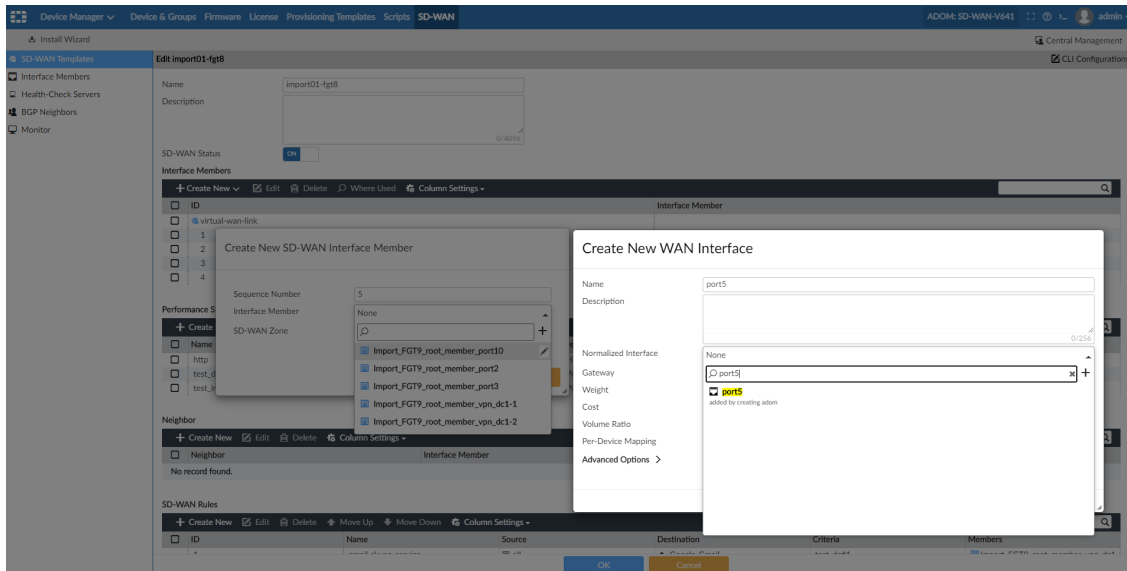 Device Manager Device & Groups Firmware License Provisioning Templates Scripts SD-WAN ADOM: SD-WAN-V641 admin
Install Wizard Central Management
SD-WAN Templates
Interface Members
Health-Check Servers
BGP Neighbors
Monitor
Edit import01-fgt8 CLI Configuration
Name import01-fgt8
Description
0/4096
SD-WAN Status ON
Interface Members
+ Create New Edit Delete Where Used Column Settings
ID Interface Member
virtual-wan-link
1
2
3
4
Create New SD-WAN Interface Member
Sequence Number 5
Interface Member None
SD-WAN Zone
Import_FGT9_root_member_port10
Import_FGT9_root_member_port2
Import_FGT9_root_member_port3
Import_FGT9_root_member_vpn_dc1-1
Import_FGT9_root_member_vpn_dc1-2
Create New WAN Interface
Name port5
Description
0/256
Normalized Interface None
port5
Gateway
port5
added by creating adom
Weight
Cost
Volume Ratio
Per-Device Mapping
Advanced Options >
Performance S
+ Create
Name
http
test_d
test_i
Neighbor
+ Create New Edit Delete Column Settings
Neighbor Interface Member
No record found.
SD-WAN Rules
+ Create New Edit Delete Move Up Move Down Column Settings
ID Name Source Destination Criteria Members
OK Cancel